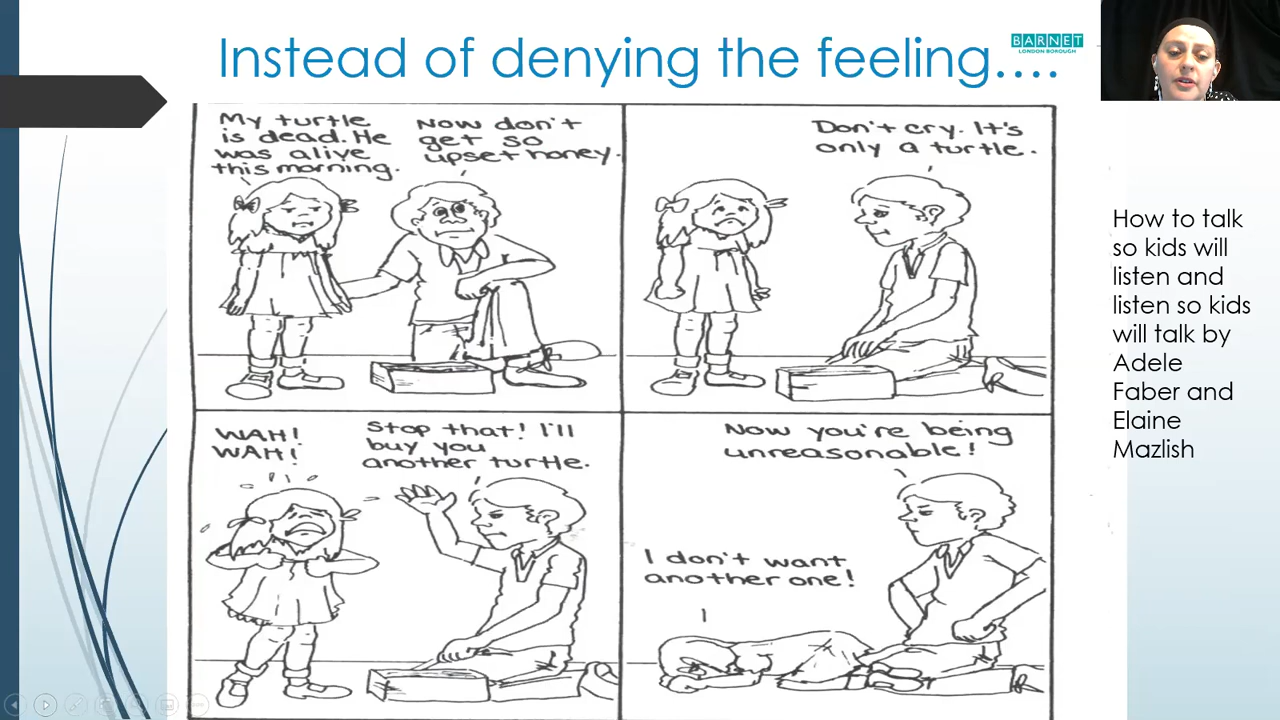 Instead of denying the feeling....
BARNET
LONDON BOROUGH
My turtle
is dead. He
was alive
this morning.
Now don't
get so
upset honey.
Don't cry. It's
only a turtle.
WAH!
WAH!
Stop that! I'll
buy you
another turtle.
Now you're being
unreasonable!
I don't want
another one!
How to talk
so kids will
listen and
listen so kids
will talk by
Adele
Faber and
Elaine
Mazlish